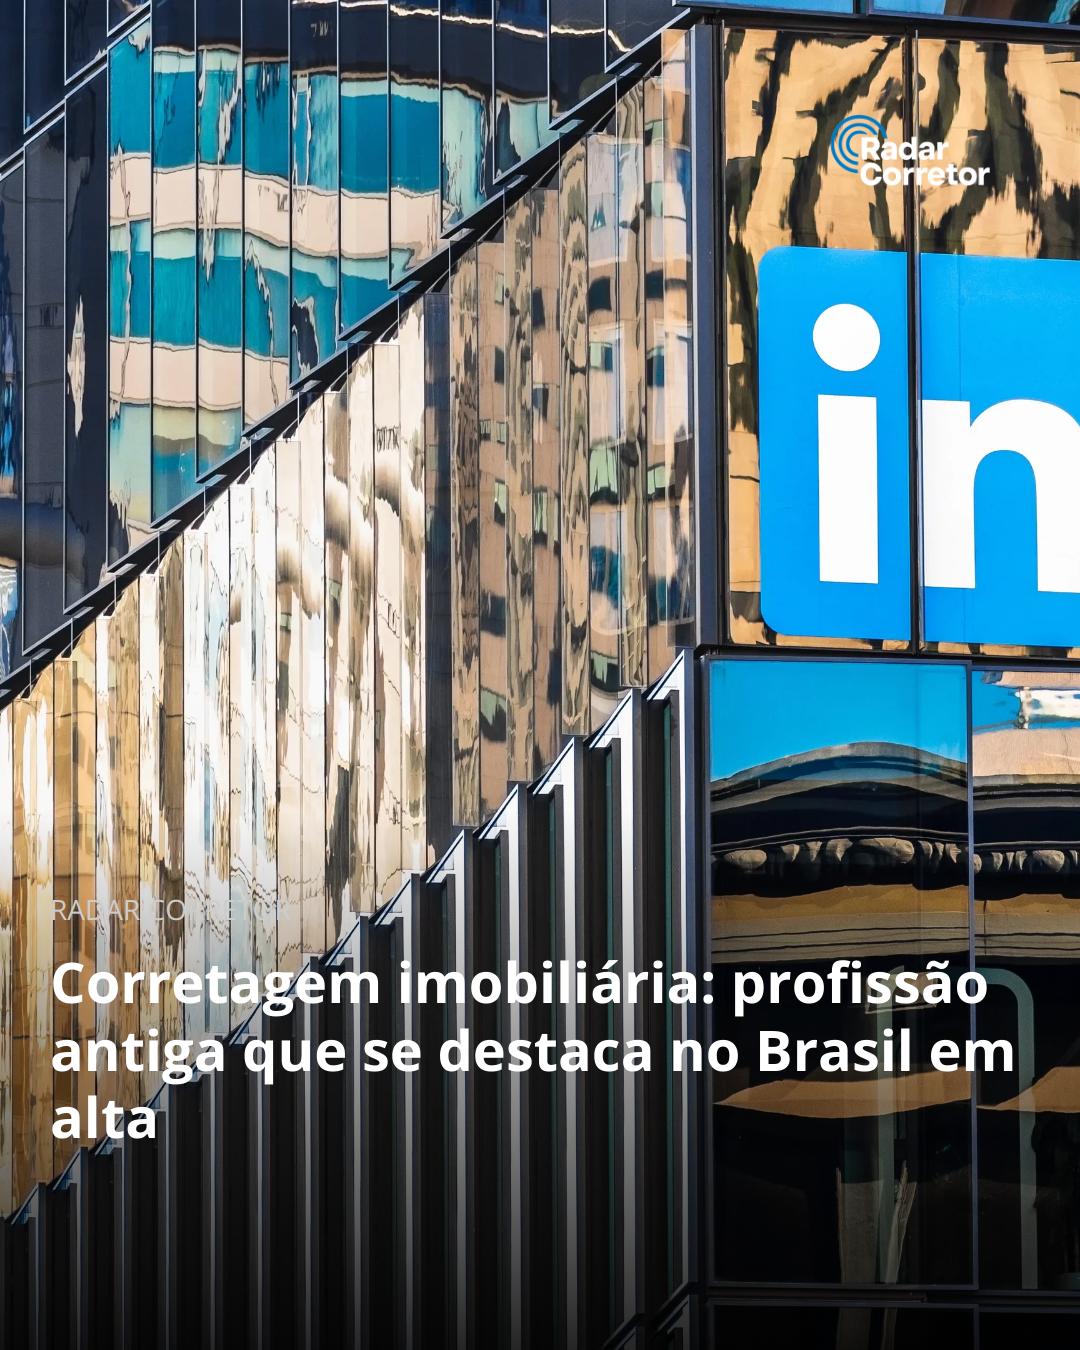 Radar
Corretor
in
RADAR CORRETOR
Corretagem imobiliária: profissão
antiga que se destaca no Brasil em
alta